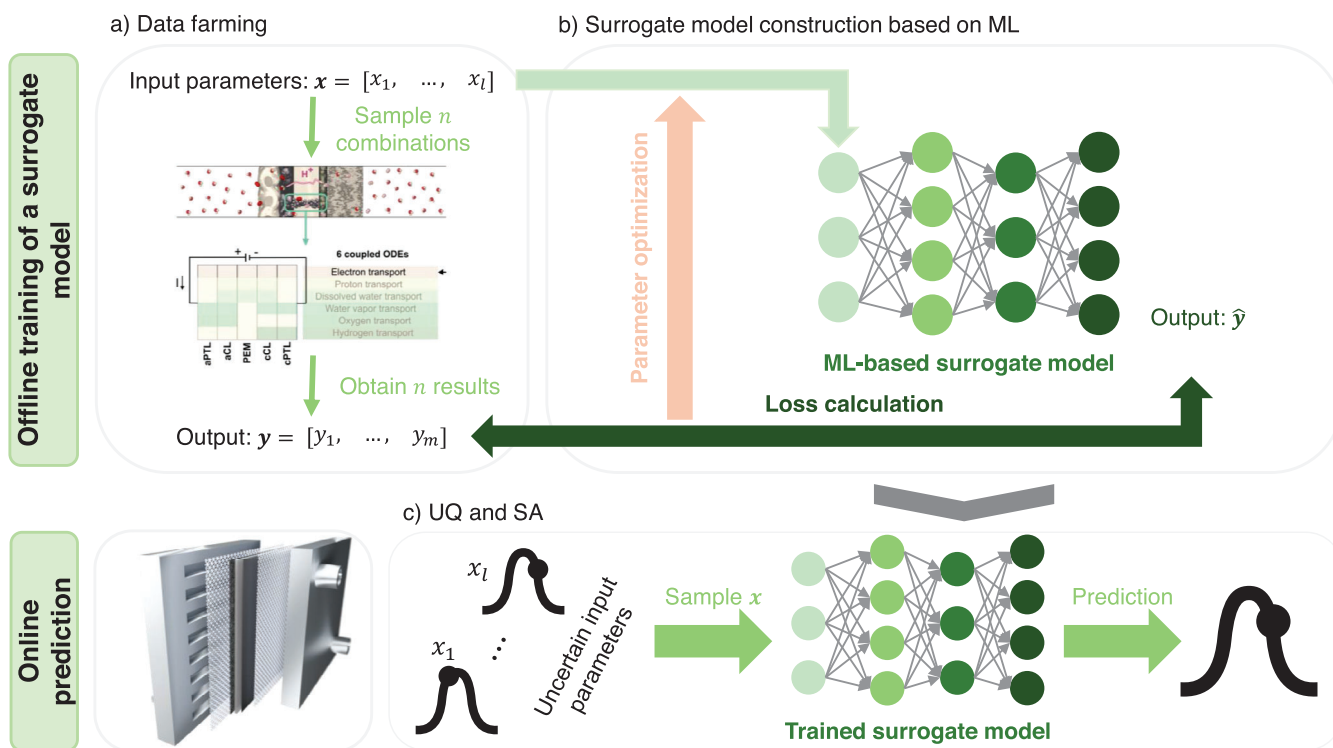 a) Data farming
b) Surrogate model construction based on ML
Offline training of a surrogate
model
Input parameters: x = [x₁, …, xₗ]
Sample n
combinations
H⁺
+ -
I
6 coupled ODEs
Electron transport
Proton transport
Dissolved water transport
Water vapor transport
Oxygen transport
Hydrogen transport
aPTL
aCL
PEM
cCL
cPTL
Obtain n results
Output: y = [y₁, …, yₘ]
Parameter optimization
Output: ŷ
ML-based surrogate model
Loss calculation
Online
prediction
c) UQ and SA
xₗ
x₁
…
Uncertain input
parameters
Sample x
Prediction
Trained surrogate model